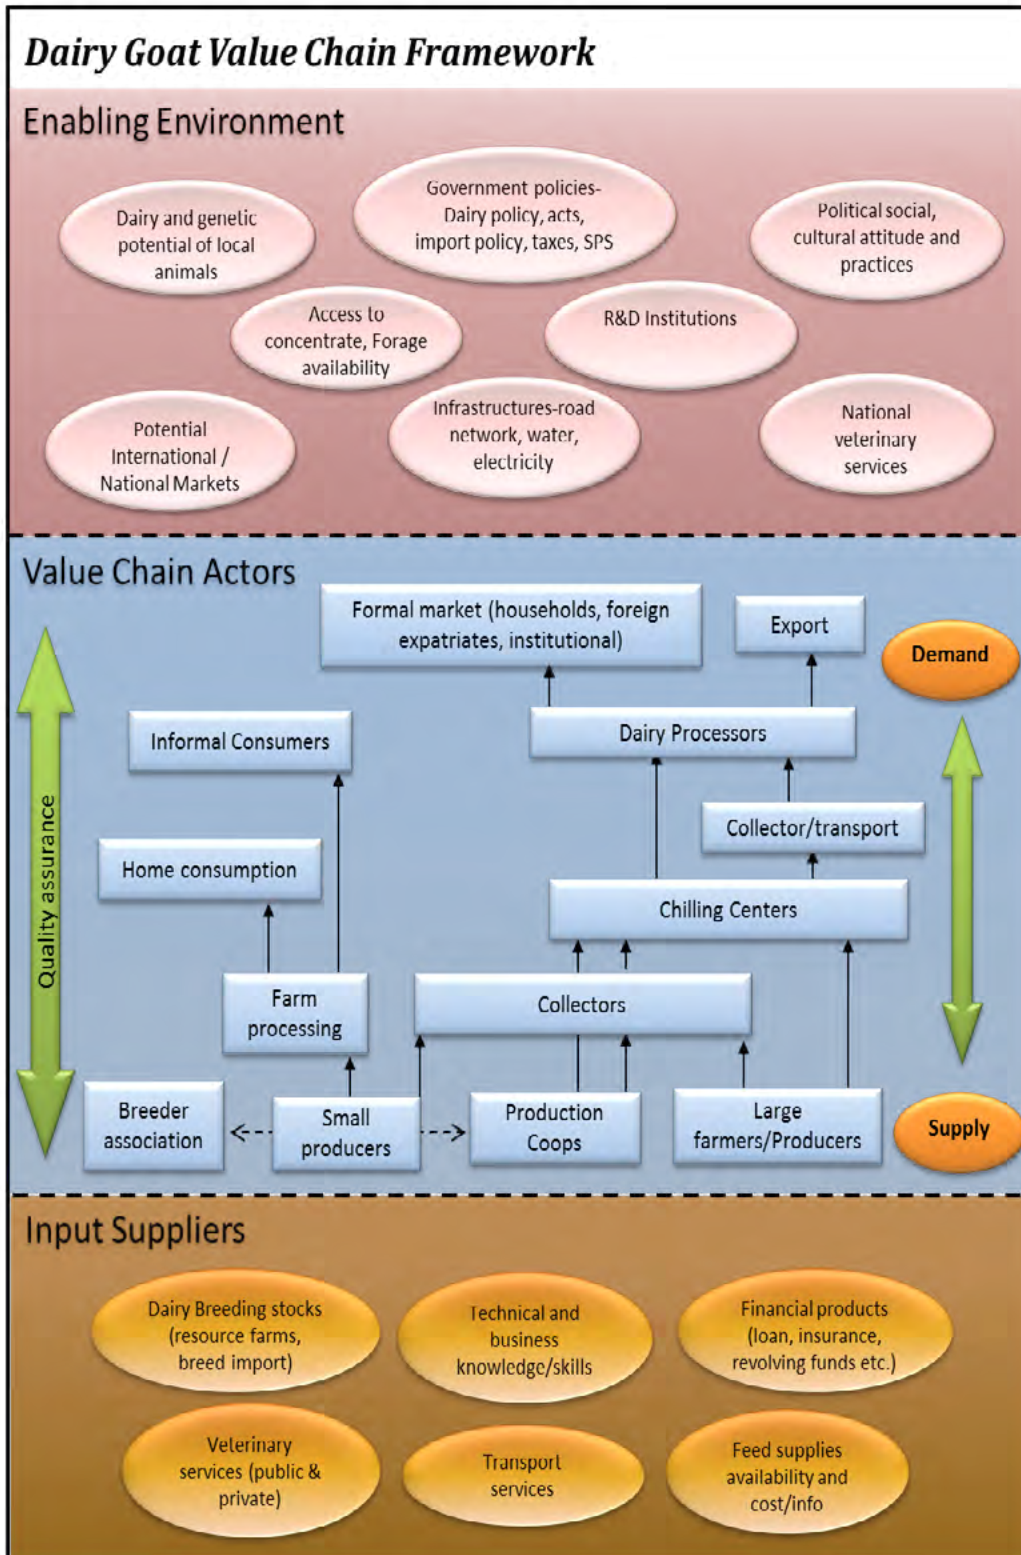 Dairy Goat Value Chain Framework
Enabling Environment
Dairy and genetic
potential of local
animals
Government policies-
Dairy policy, acts,
import policy, taxes, SPS
Political social,
cultural attitude and
practices
Access to
concentrate, Forage
availability
R&D Institutions
Potential
International /
National Markets
Infrastructures-road
network, water,
electricity
National
veterinary
services
Value Chain Actors
Formal market (households, foreign
expatriates, institutional)
Export
Demand
Informal Consumers
Dairy Processors
Collector/transport
Home consumption
Chilling Centers
Quality assurance
Farm
processing
Collectors
Breeder
association
Small
producers
Production
Coops
Large
farmers/Producers
Supply
Input Suppliers
Dairy Breeding stocks
(resource farms,
breed import)
Technical and
business
knowledge/skills
Financial products
(loan, insurance,
revolving funds etc.)
Veterinary
services (public &
private)
Transport
services
Feed supplies
availability and
cost/info